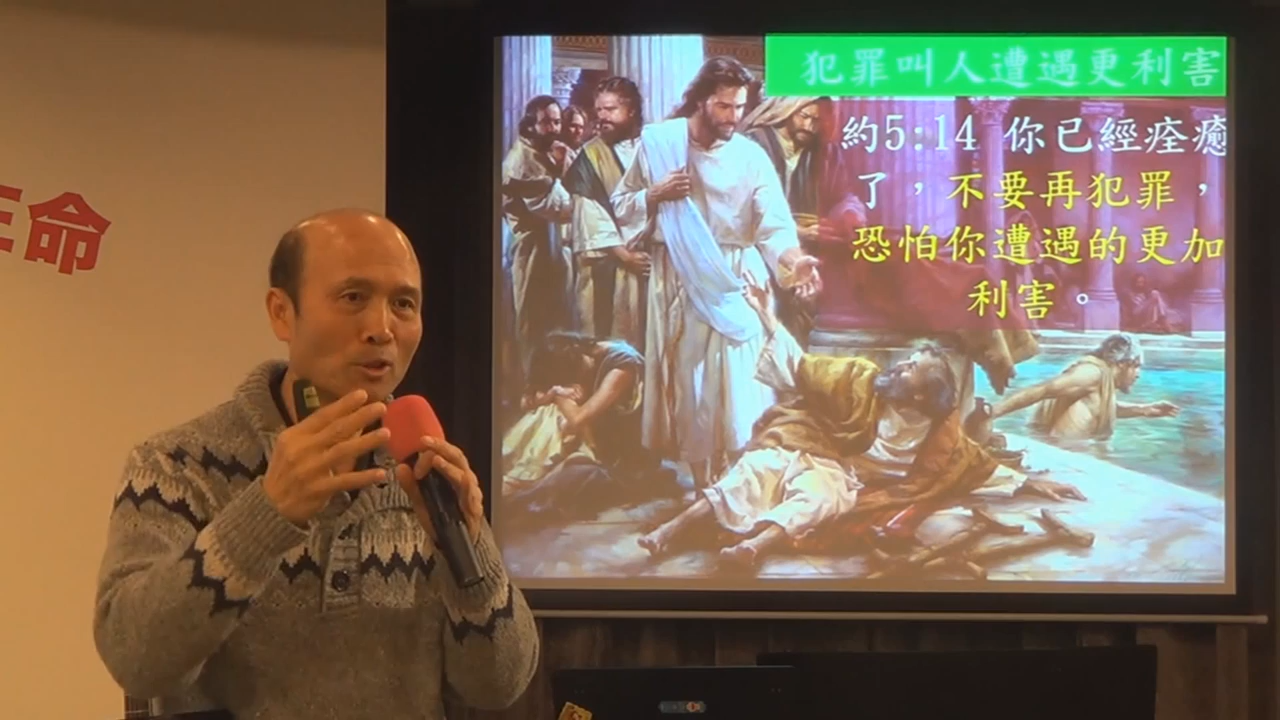 命
犯罪叫人遭遇更利害
約5:14 你已經痊癒
了，不要再犯罪，
恐怕你遭遇的更加
利害。